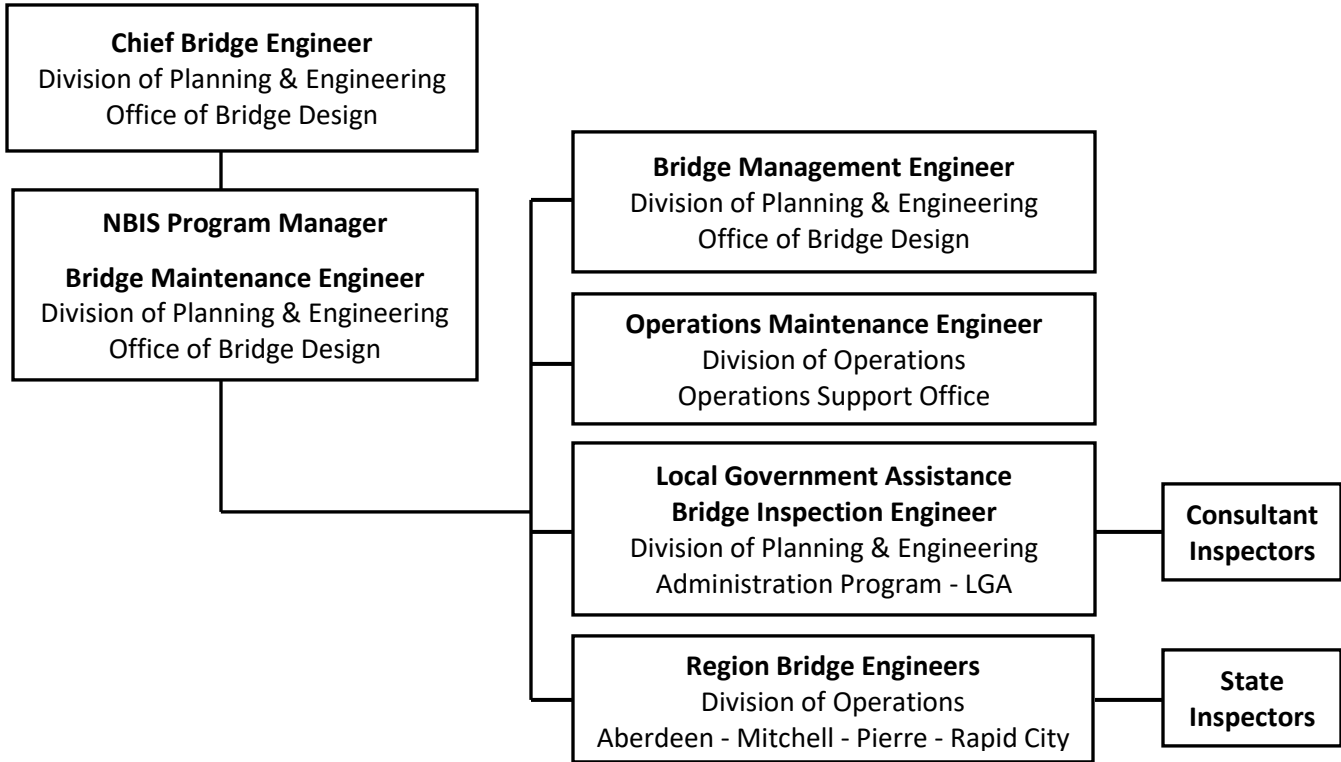 Chief Bridge Engineer
Division of Planning & Engineering
Office of Bridge Design
NBIS Program Manager
Bridge Maintenance Engineer
Division of Planning & Engineering
Office of Bridge Design
Bridge Management Engineer
Division of Planning & Engineering
Office of Bridge Design
Operations Maintenance Engineer
Division of Operations
Operations Support Office
Local Government Assistance
Bridge Inspection Engineer
Division of Planning & Engineering
Administration Program - LGA
Consultant
Inspectors
Region Bridge Engineers
Division of Operations
Aberdeen - Mitchell - Pierre - Rapid City
State
Inspectors